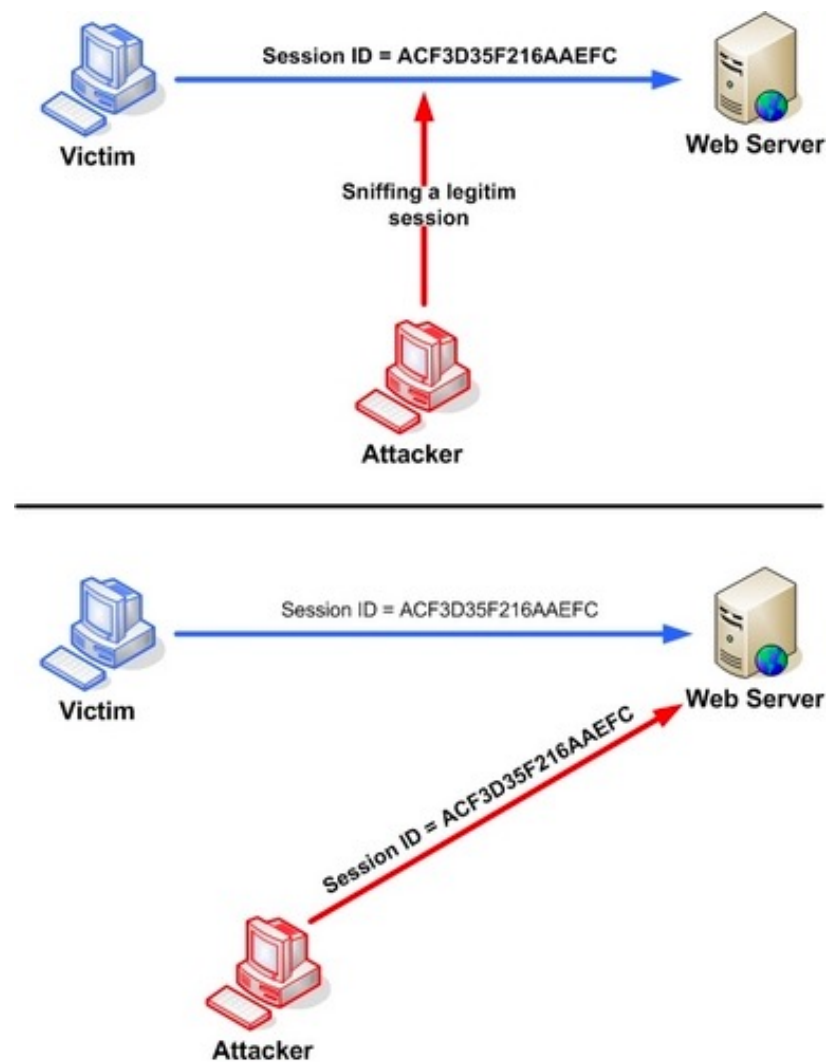 Session ID = ACF3D35F216AAEFC
Victim
Web Server
Sniffing a legitim
session
Attacker
Session ID = ACF3D35F216AAEFC
Victim
Web Server
Session ID = ACF3D35F216AAEFC
Attacker